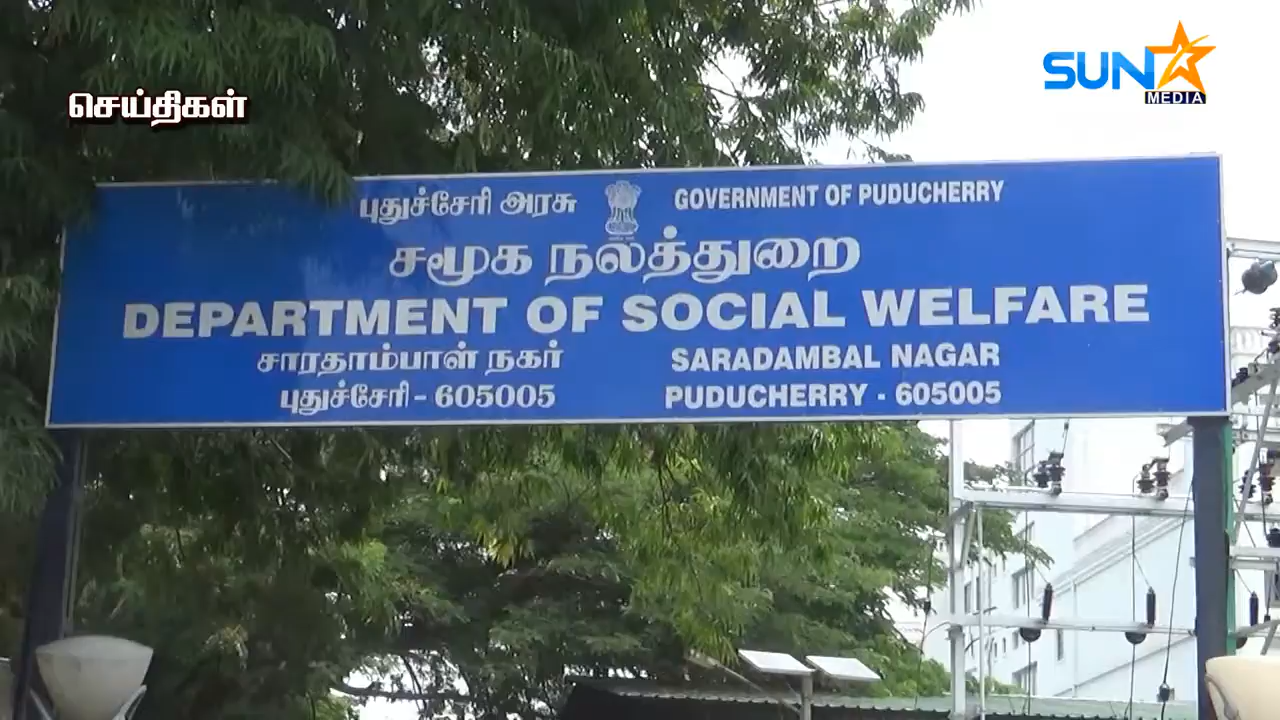 SUN
MEDIA
செய்திகள்
புதுச்சேரி அரசு GOVERNMENT OF PUDUCHERRY
சமூக நலத்துறை
DEPARTMENT OF SOCIAL WELFARE
சாரதாம்பாள் நகர் SARADAMBAL NAGAR
புதுச்சேரி - 605005 PUDUCHERRY - 605005